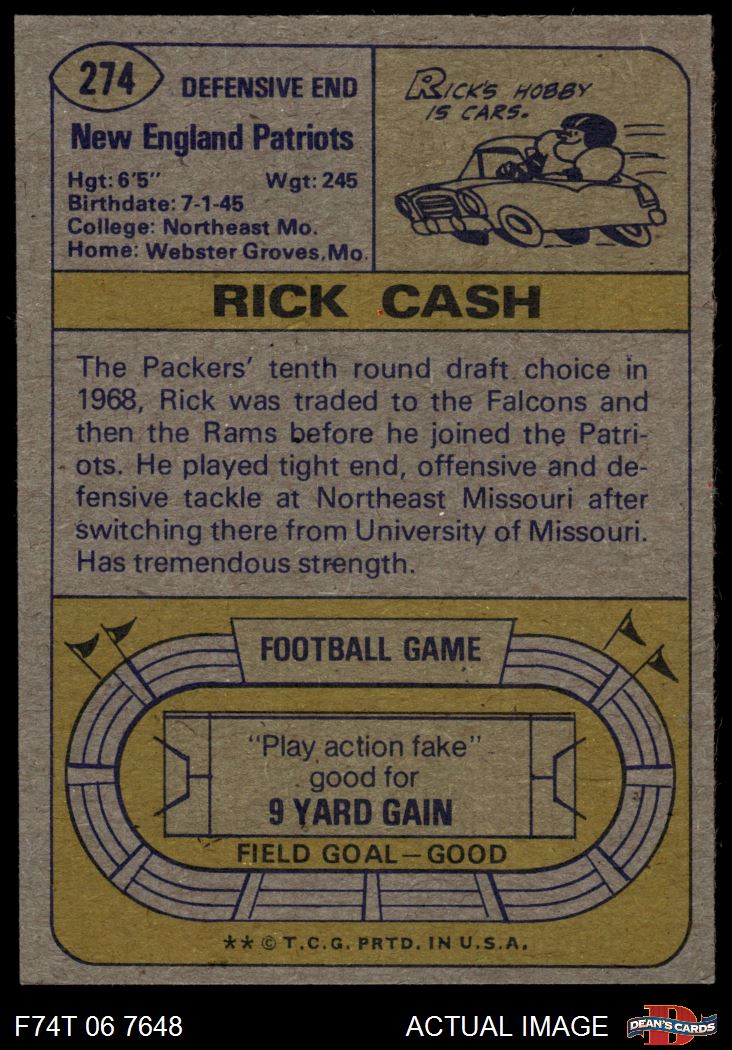 274
DEFENSIVE END
New England Patriots
Hgt: 6'5" Wgt: 245
Birthdate: 7-1-45
College: Northeast Mo.
Home: Webster Groves, Mo.
RICK'S HOBBY
IS CARS.
RICK CASH
The Packers' tenth round draft choice in
1968, Rick was traded to the Falcons and
then the Rams before he joined the Patri-
ots. He played tight end, offensive and de-
fensive tackle at Northeast Missouri after
switching there from University of Missouri.
Has tremendous strength.
FOOTBALL GAME
"Play action fake"
good for
9 YARD GAIN
FIELD GOAL—GOOD
** © T.C.G. PRTD. IN U.S.A.
F74T 06 7648
ACTUAL IMAGE
D
DEAN'S CARDS